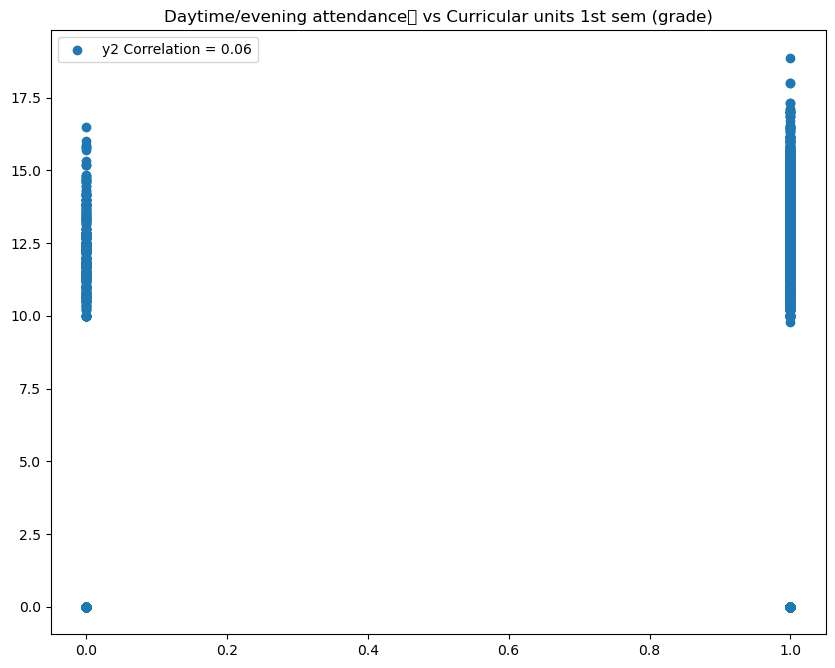 Daytime/evening attendance▯ vs Curricular units 1st sem (grade)
y2 Correlation = 0.06
17.5
15.0
12.5
10.0
7.5
5.0
2.5
0.0
0.0 0.2 0.4 0.6 0.8 1.0